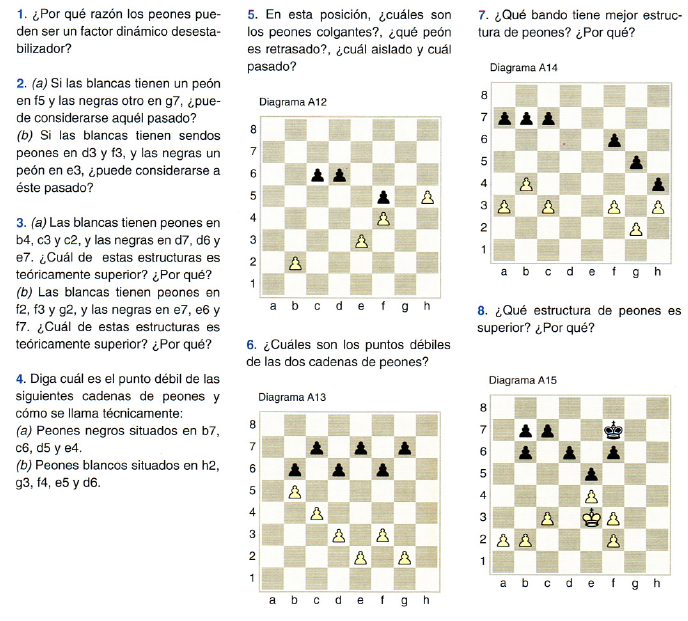 1. ¿Por qué razón los peones pue-
den ser un factor dinámico desesta-
bilizador?
2. (a) Si las blancas tienen un peón
en f5 y las negras otro en g7, ¿pue-
de considerarse aquél pasado?
(b) Si las blancas tienen sendos
peones en d3 y f3, y las negras un
peón en e3, ¿puede considerarse a
éste pasado?
3. (a) Las blancas tienen peones en
b4, c3 y c2, y las negras en d7, d6 y
e7. ¿Cuál de estas estructuras es
teóricamente superior? ¿Por qué?
(b) Las blancas tienen peones en
f2, f3 y g2, y las negras en e7, e6 y
f7. ¿Cuál de estas estructuras es
teóricamente superior? ¿Por qué?
4. Diga cuál es el punto débil de las
siguientes cadenas de peones y
cómo se llama técnicamente:
(a) Peones negros situados en b7,
c6, d5 y e4.
(b) Peones blancos situados en h2,
g3, f4, e5 y d6.
5. En esta posición, ¿cuáles son
los peones colgantes?, ¿qué peón
es retrasado?, ¿cuál aislado y cuál
pasado?
Diagrama A12
8
7
6
5
4
3
2
1
a b c d e f g h
6. ¿Cuáles son los puntos débiles
de las dos cadenas de peones?
Diagrama A13
8
7
6
5
4
3
2
1
a b c d e f g h
7. ¿Qué bando tiene mejor estruc-
tura de peones? ¿Por qué?
Diagrama A14
8
7
6
5
4
3
2
1
a b c d e f g h
8. ¿Qué estructura de peones es
superior? ¿Por qué?
Diagrama A15
8
7
6
5
4
3
2
1
a b c d e f g h